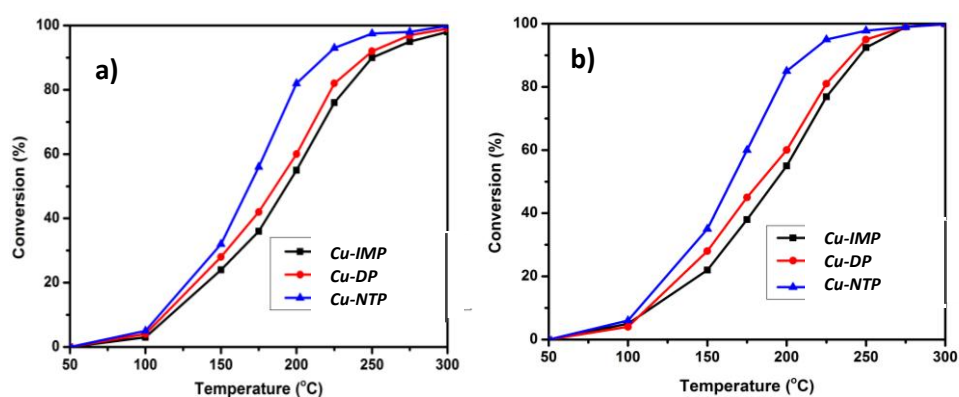 a)
Conversion (%)
100
80
60
40
20
0
Cu-IMP
Cu-DP
Cu-NTP
50 100 150 200 250 300
Temperature (°C)
b)
Conversion (%)
100
80
60
40
20
0
Cu-IMP
Cu-DP
Cu-NTP
50 100 150 200 250 300
Temperature (°C)